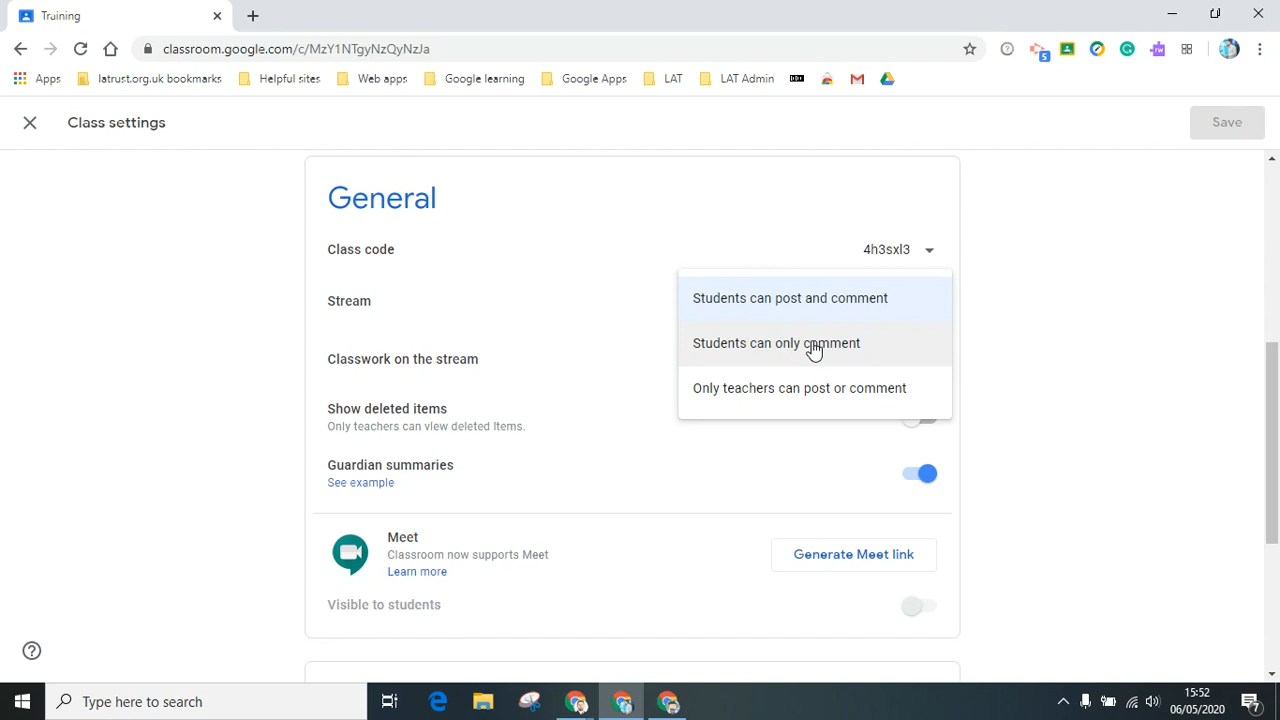 Training
classroom.google.com/c/MzY1NTgyNzQyNzJa
5
Apps
latrust.org.uk bookmarks
Helpful sites
Web apps
Google learning
Google Apps
LAT
LAT Admin
Class settings
Save
General
Class code
4h3sxl3
Stream
Students can post and comment
Students can only comment
Only teachers can post or comment
Classwork on the stream
Show deleted items
Only teachers can view deleted items.
Guardian summaries
See example
Meet
Classroom now supports Meet
Learn more
Generate Meet link
Visible to students
Type here to search
15:52
06/05/2020
7